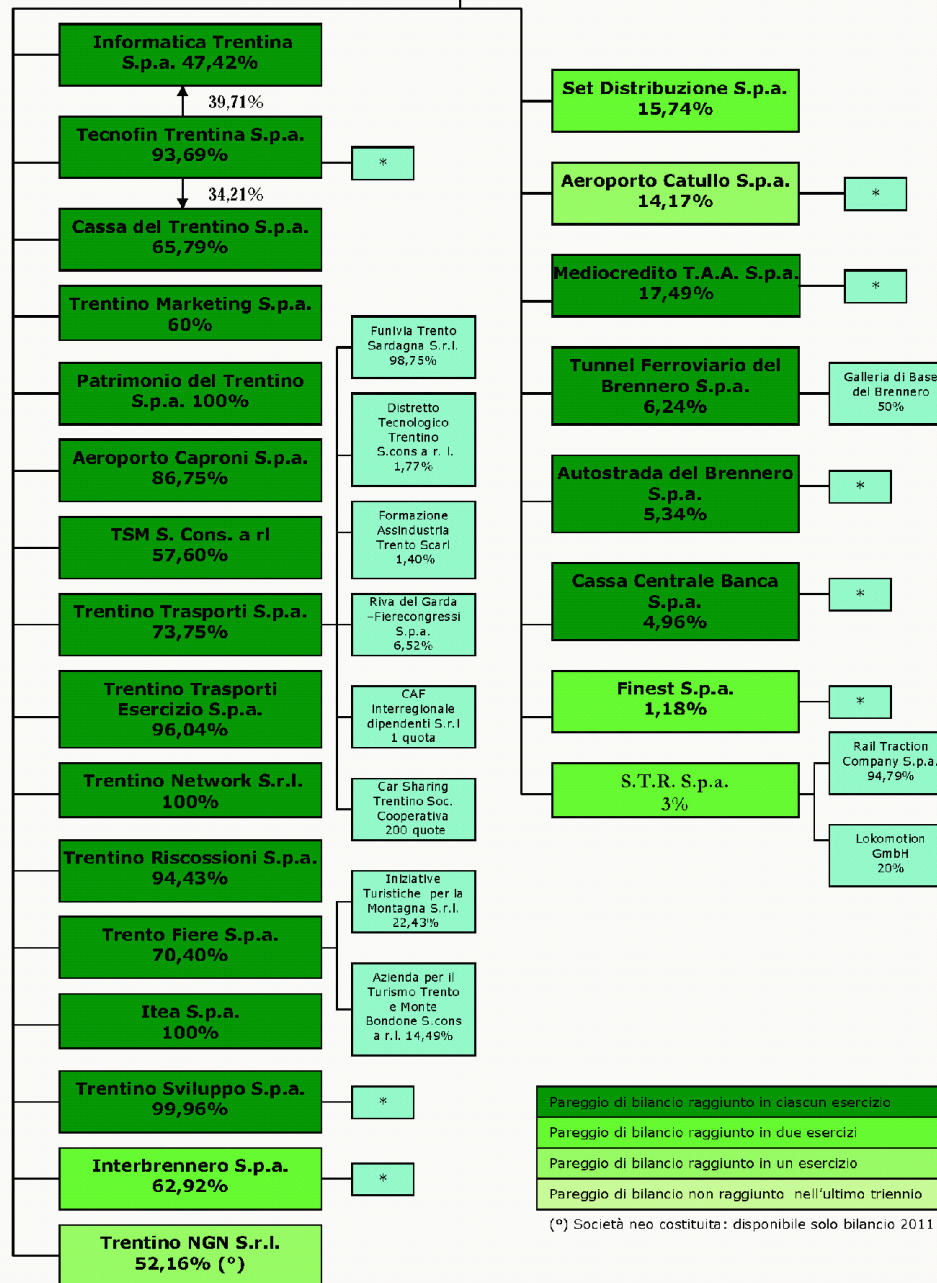 Informatica Trentina
S.p.a. 47,42%
39,71%
Tecnofin Trentina S.p.a.
93,69%
*
34,21%
Cassa del Trentino S.p.a.
65,79%
Trentino Marketing S.p.a.
60%
Patrimonio del Trentino
S.p.a. 100%
Aeroporto Caproni S.p.a.
86,75%
TSM S. Cons. a rl
57,60%
Trentino Trasporti S.p.a.
73,75%
Trentino Trasporti
Esercizio S.p.a.
96,04%
Trentino Network S.r.l.
100%
Trentino Riscossioni S.p.a.
94,43%
Trento Fiere S.p.a.
70,40%
Itea S.p.a.
100%
Trentino Sviluppo S.p.a.
99,96%
*
Interbrennero S.p.a.
62,92%
*
Trentino NGN S.r.l.
52,16% (°)
Funivia Trento
Sardagna S.r.l.
98,75%
Distretto
Tecnologico
Trentino
S.cons a r. l.
1,77%
Formazione
Assindustria
Trento Scarl
1,40%
Riva del Garda
–Fierecongressi
S.p.a.
6,52%
CAF
Interregionale
dipendenti S.r.l
1 quota
Car Sharing
Trentino Soc.
Cooperativa
200 quote
Iniziative
Turistiche per la
Montagna S.r.l.
22,43%
Azienda per il
Turismo Trento
e Monte
Bondone S.cons
a r.l. 14,49%
Set Distribuzione S.p.a.
15,74%
Aeroporto Catullo S.p.a.
14,17%
*
Mediocredito T.A.A. S.p.a.
17,49%
*
Tunnel Ferroviario del
Brennero S.p.a.
6,24%
Galleria di Base
del Brennero
50%
Autostrada del Brennero
S.p.a.
5,34%
*
Cassa Centrale Banca
S.p.a.
4,96%
*
Finest S.p.a.
1,18%
*
S.T.R. S.p.a.
3%
Rail Traction
Company S.p.a.
94,79%
Lokomotion
GmbH
20%
Pareggio di bilancio raggiunto in ciascun esercizio
Pareggio di bilancio raggiunto in due esercizi
Pareggio di bilancio raggiunto in un esercizio
Pareggio di bilancio non raggiunto nell'ultimo triennio
(°) Società neo costituita: disponibile solo bilancio 2011